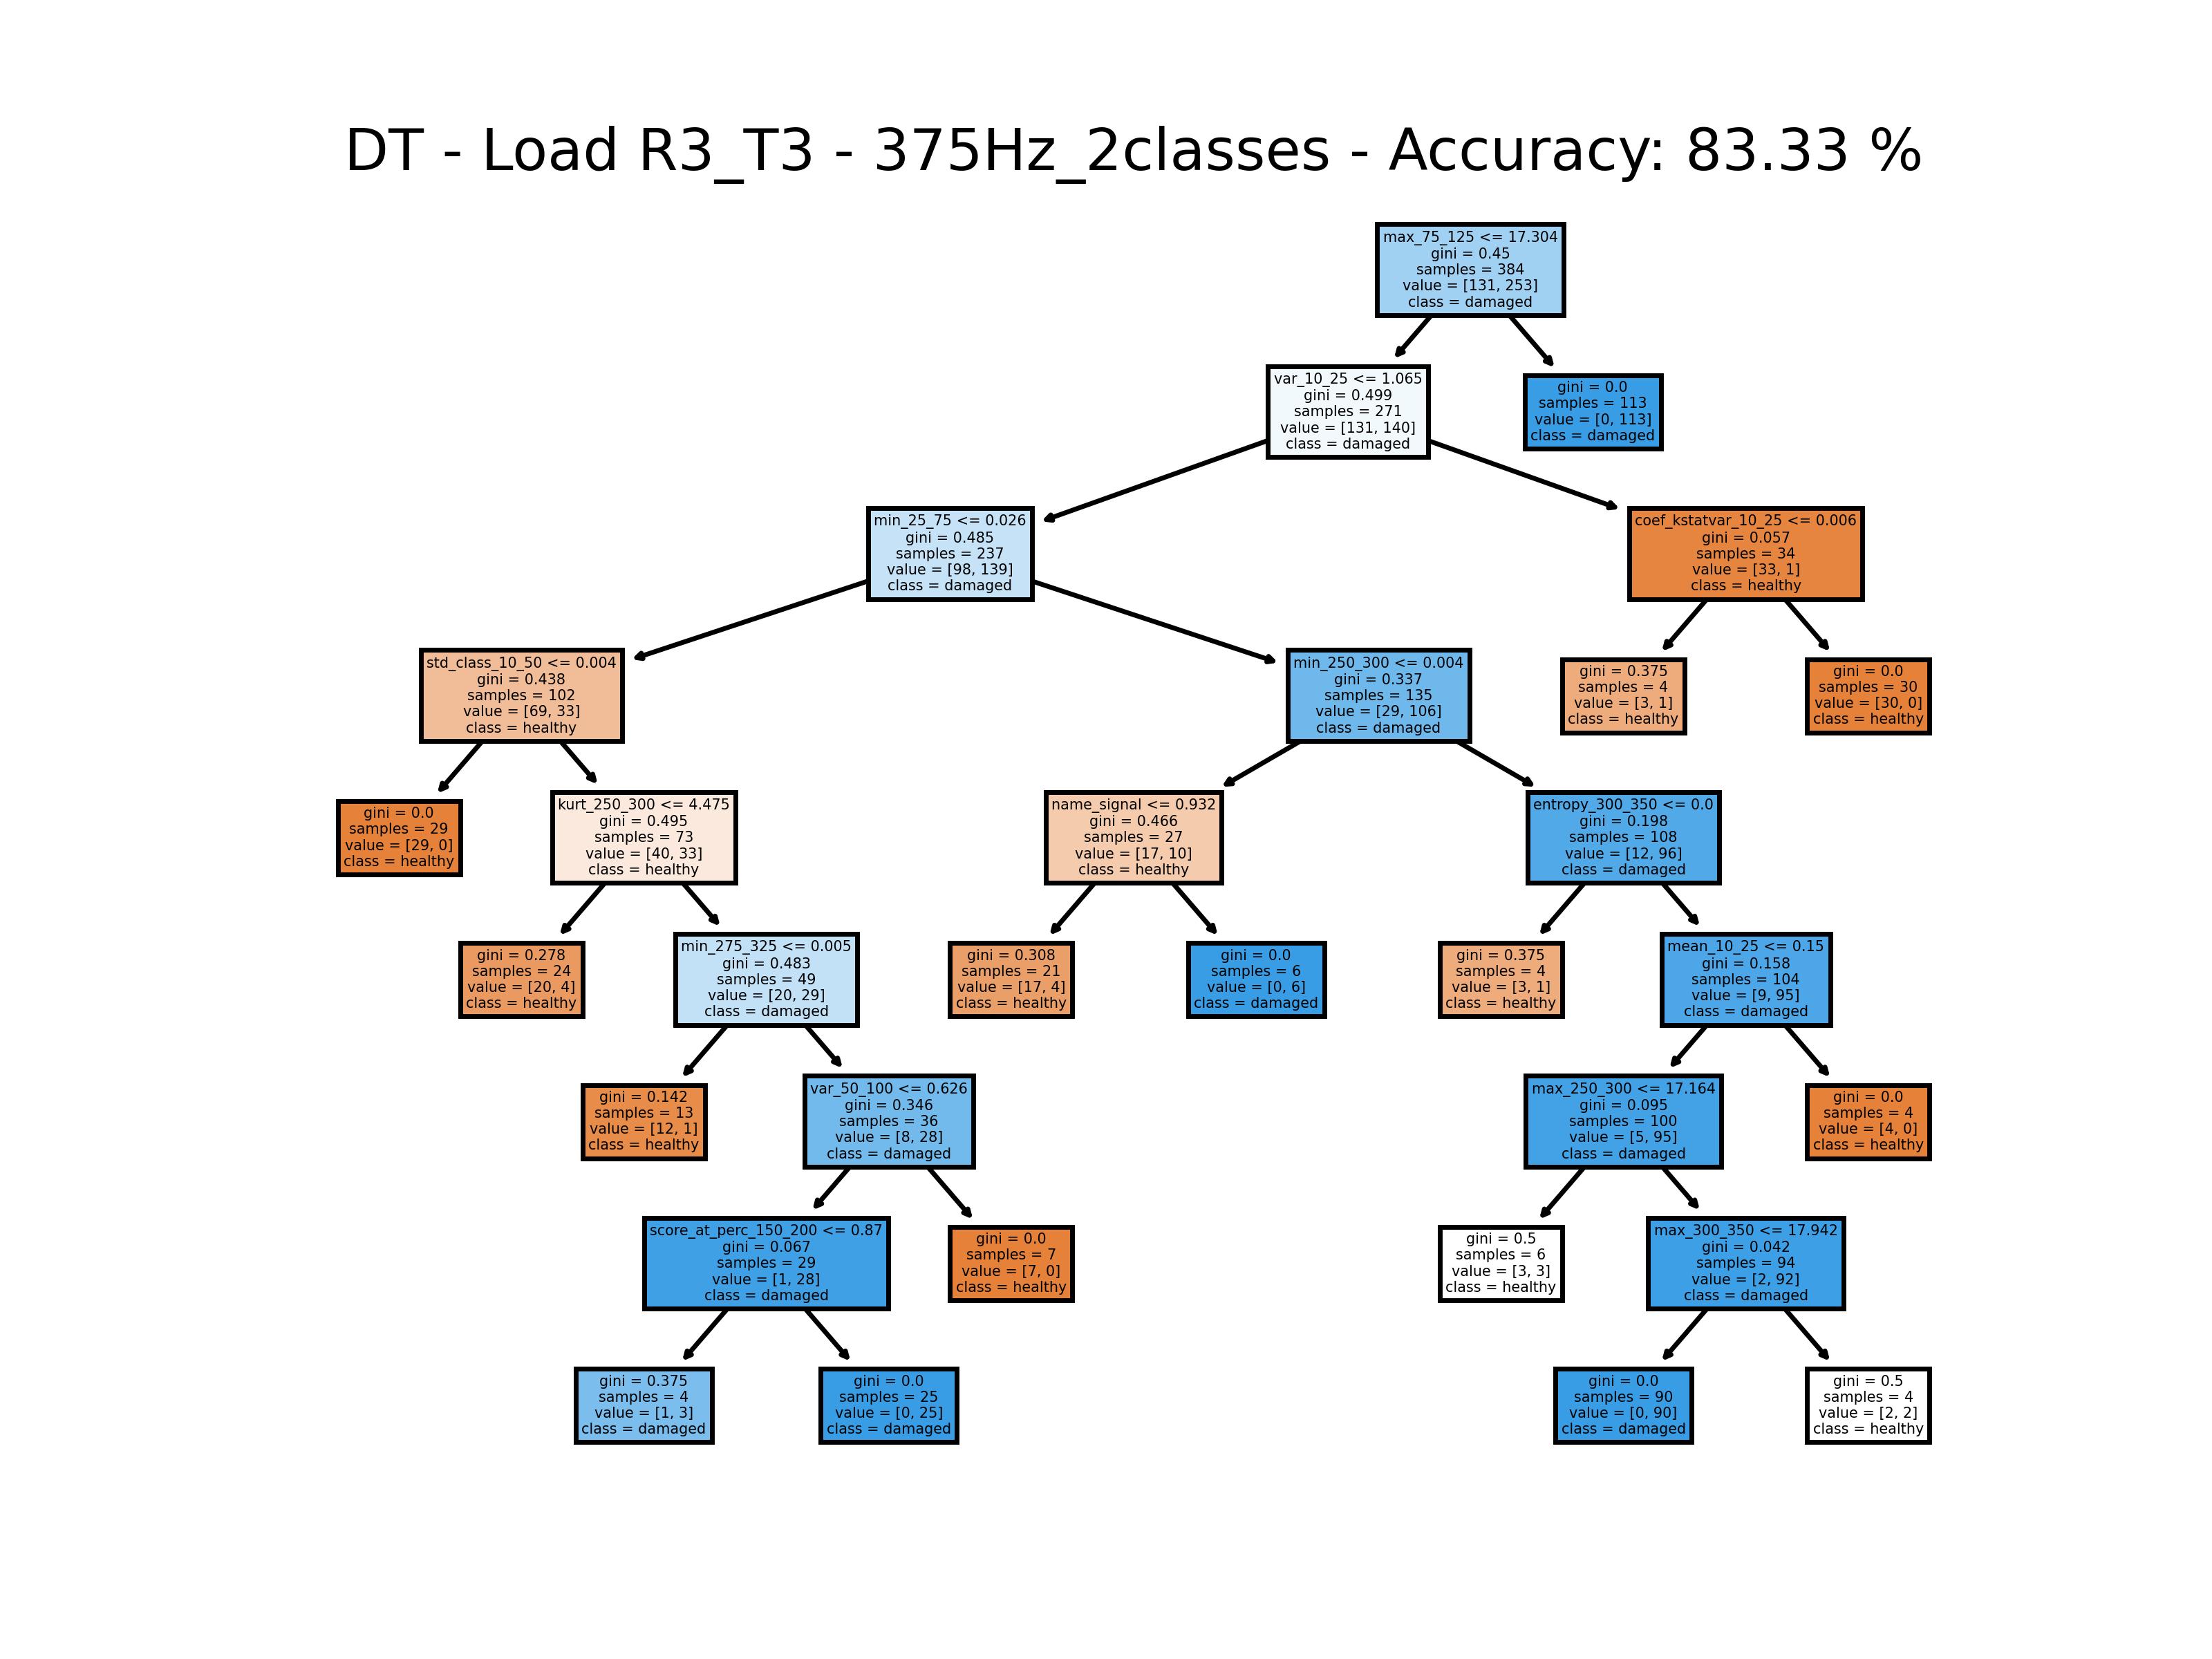 DT - Load R3_T3 - 375Hz_2classes - Accuracy: 83.33 %
max_75_125 <= 17.304
gini = 0.45
samples = 384
value = [131, 253]
class = damaged
var_10_25 <= 1.065
gini = 0.499
samples = 271
value = [131, 140]
class = damaged
gini = 0.0
samples = 113
value = [0, 113]
class = damaged
min_25_75 <= 0.026
gini = 0.485
samples = 237
value = [98, 139]
class = damaged
coef_kstatvar_10_25 <= 0.006
gini = 0.057
samples = 34
value = [33, 1]
class = healthy
std_class_10_50 <= 0.004
gini = 0.438
samples = 102
value = [69, 33]
class = healthy
min_250_300 <= 0.004
gini = 0.337
samples = 135
value = [29, 106]
class = damaged
gini = 0.375
samples = 4
value = [3, 1]
class = healthy
gini = 0.0
samples = 30
value = [30, 0]
class = healthy
gini = 0.0
samples = 29
value = [29, 0]
class = healthy
kurt_250_300 <= 4.475
gini = 0.495
samples = 73
value = [40, 33]
class = healthy
name_signal <= 0.932
gini = 0.466
samples = 27
value = [17, 10]
class = healthy
entropy_300_350 <= 0.0
gini = 0.198
samples = 108
value = [12, 96]
class = damaged
gini = 0.278
samples = 24
value = [20, 4]
class = healthy
min_275_325 <= 0.005
gini = 0.483
samples = 49
value = [20, 29]
class = damaged
gini = 0.308
samples = 21
value = [17, 4]
class = healthy
gini = 0.0
samples = 6
value = [0, 6]
class = damaged
gini = 0.375
samples = 4
value = [3, 1]
class = healthy
mean_10_25 <= 0.15
gini = 0.158
samples = 104
value = [9, 95]
class = damaged
gini = 0.142
samples = 13
value = [12, 1]
class = healthy
var_50_100 <= 0.626
gini = 0.346
samples = 36
value = [8, 28]
class = damaged
max_250_300 <= 17.164
gini = 0.095
samples = 100
value = [5, 95]
class = damaged
gini = 0.0
samples = 4
value = [4, 0]
class = healthy
score_at_perc_150_200 <= 0.87
gini = 0.067
samples = 29
value = [1, 28]
class = damaged
gini = 0.0
samples = 7
value = [7, 0]
class = healthy
gini = 0.5
samples = 6
value = [3, 3]
class = healthy
max_300_350 <= 17.942
gini = 0.042
samples = 94
value = [2, 92]
class = damaged
gini = 0.375
samples = 4
value = [1, 3]
class = damaged
gini = 0.0
samples = 25
value = [0, 25]
class = damaged
gini = 0.0
samples = 90
value = [0, 90]
class = damaged
gini = 0.5
samples = 4
value = [2, 2]
class = healthy